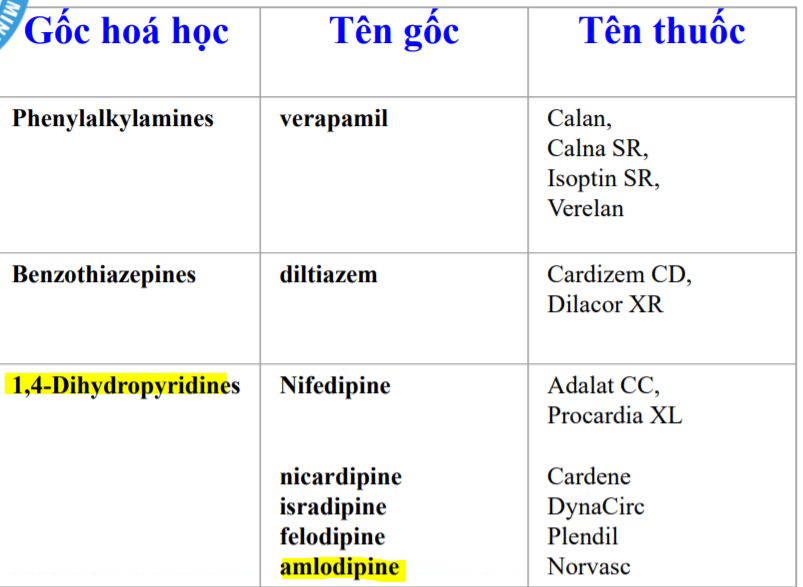 Gốc hoá học Tên gốc Tên thuốc
Phenylalkylamines verapamil Calan,
Calna SR,
Isoptin SR,
Verelan
Benzothiazepines diltiazem Cardizem CD,
Dilacor XR
1,4-Dihydropyridines Nifedipine Adalat CC,
Procardia XL
nicardipine Cardene
isradipine DynaCirc
felodipine Plendil
amlodipine Norvasc